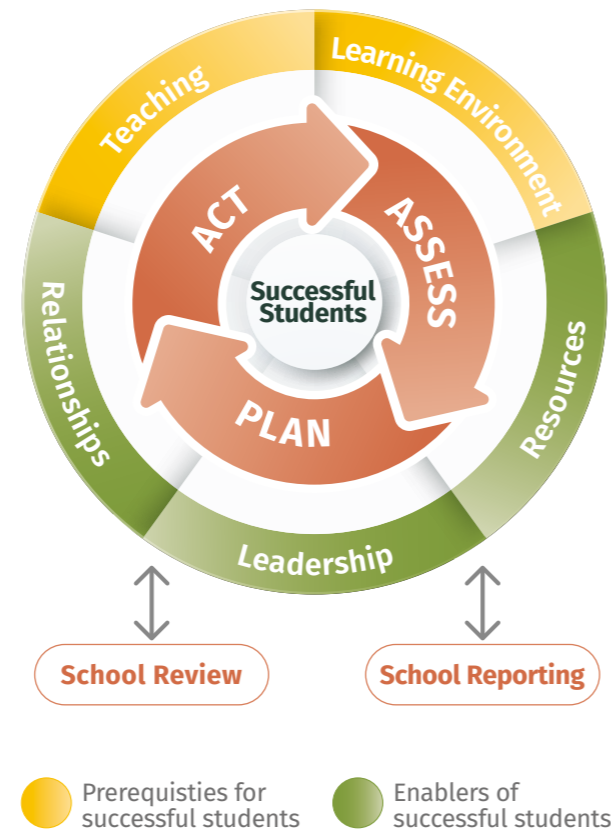 Teaching
Learning Environment
ACT
ASSESS
Successful
Students
PLAN
Relationships
Resources
Leadership
School Review
School Reporting
Prerequisties for
successful students
Enablers of
successful students